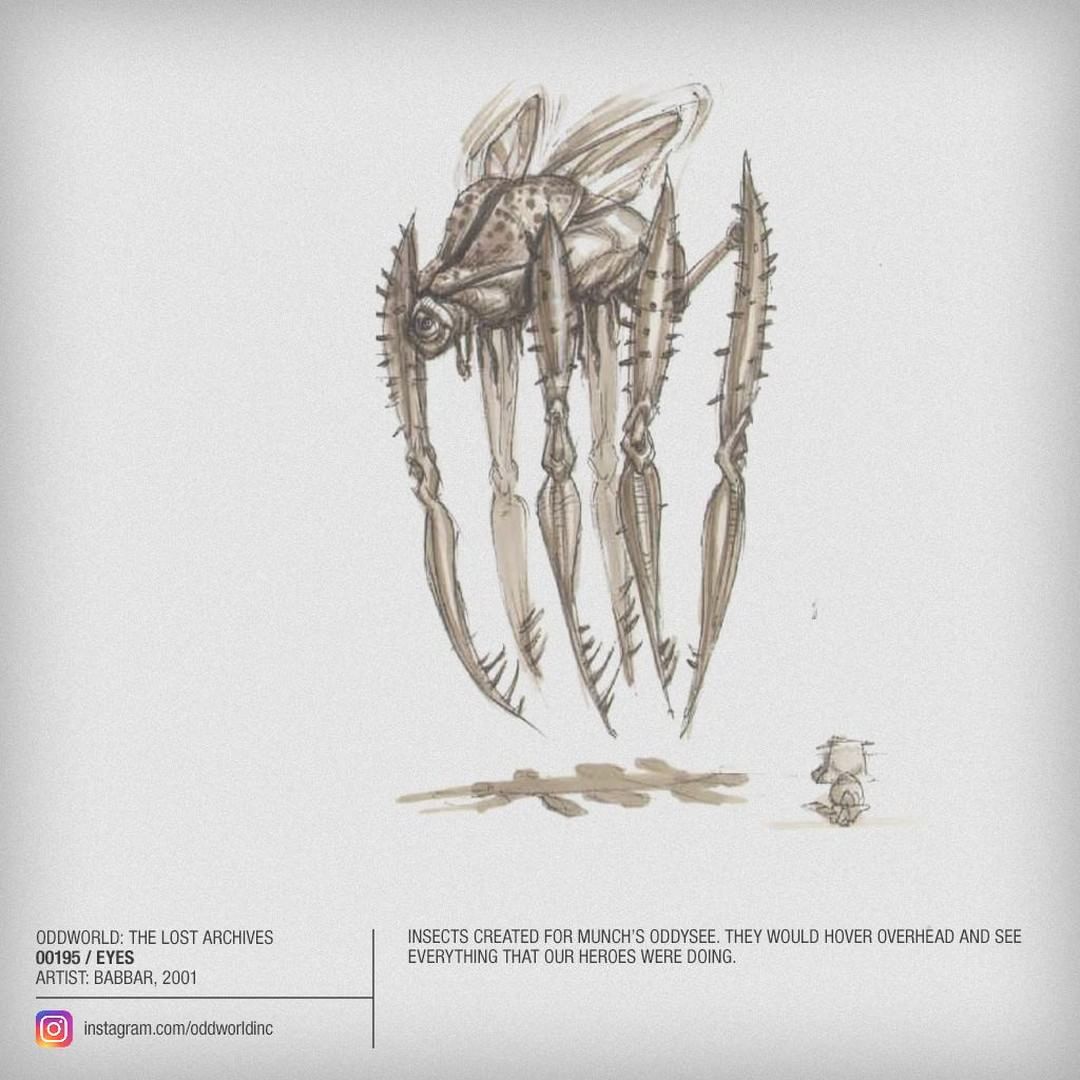 ODDWORLD: THE LOST ARCHIVES
00195 / EYES
ARTIST: BABBAR, 2001
instagram.com/oddworldinc
INSECTS CREATED FOR MUNCH'S ODDYSEE. THEY WOULD HOVER OVERHEAD AND SEE
EVERYTHING THAT OUR HEROES WERE DOING.